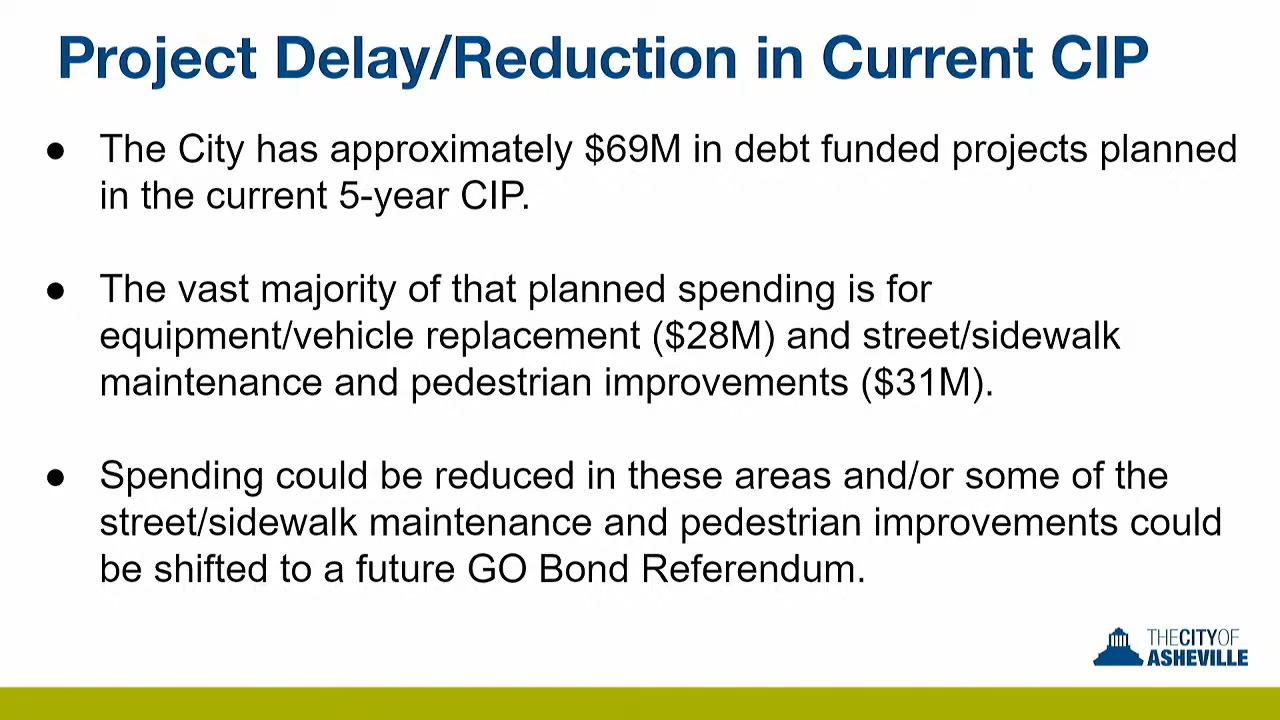 Project Delay/Reduction in Current CIP
● The City has approximately $69M in debt funded projects planned
in the current 5-year CIP.
● The vast majority of that planned spending is for
equipment/vehicle replacement ($28M) and street/sidewalk
maintenance and pedestrian improvements ($31M).
● Spending could be reduced in these areas and/or some of the
street/sidewalk maintenance and pedestrian improvements could
be shifted to a future GO Bond Referendum.
THE CITY OF
ASHEVILLE